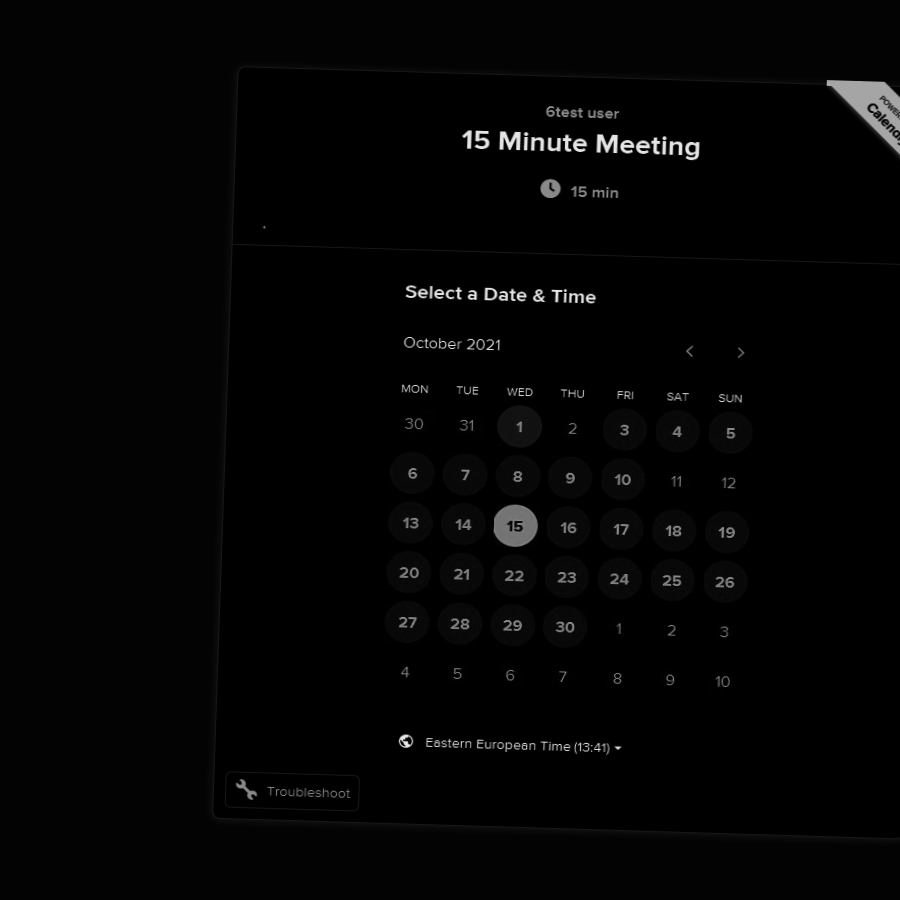 6test user
15 Minute Meeting
15 min
Select a Date & Time
October 2021
MON TUE WED THU FRI SAT SUN
30 31 1 2 3 4 5
6 7 8 9 10 11 12
13 14 15 16 17 18 19
20 21 22 23 24 25 26
27 28 29 30 1 2 3
4 5 6 7 8 9 10
Eastern European Time (13:41)
Troubleshoot